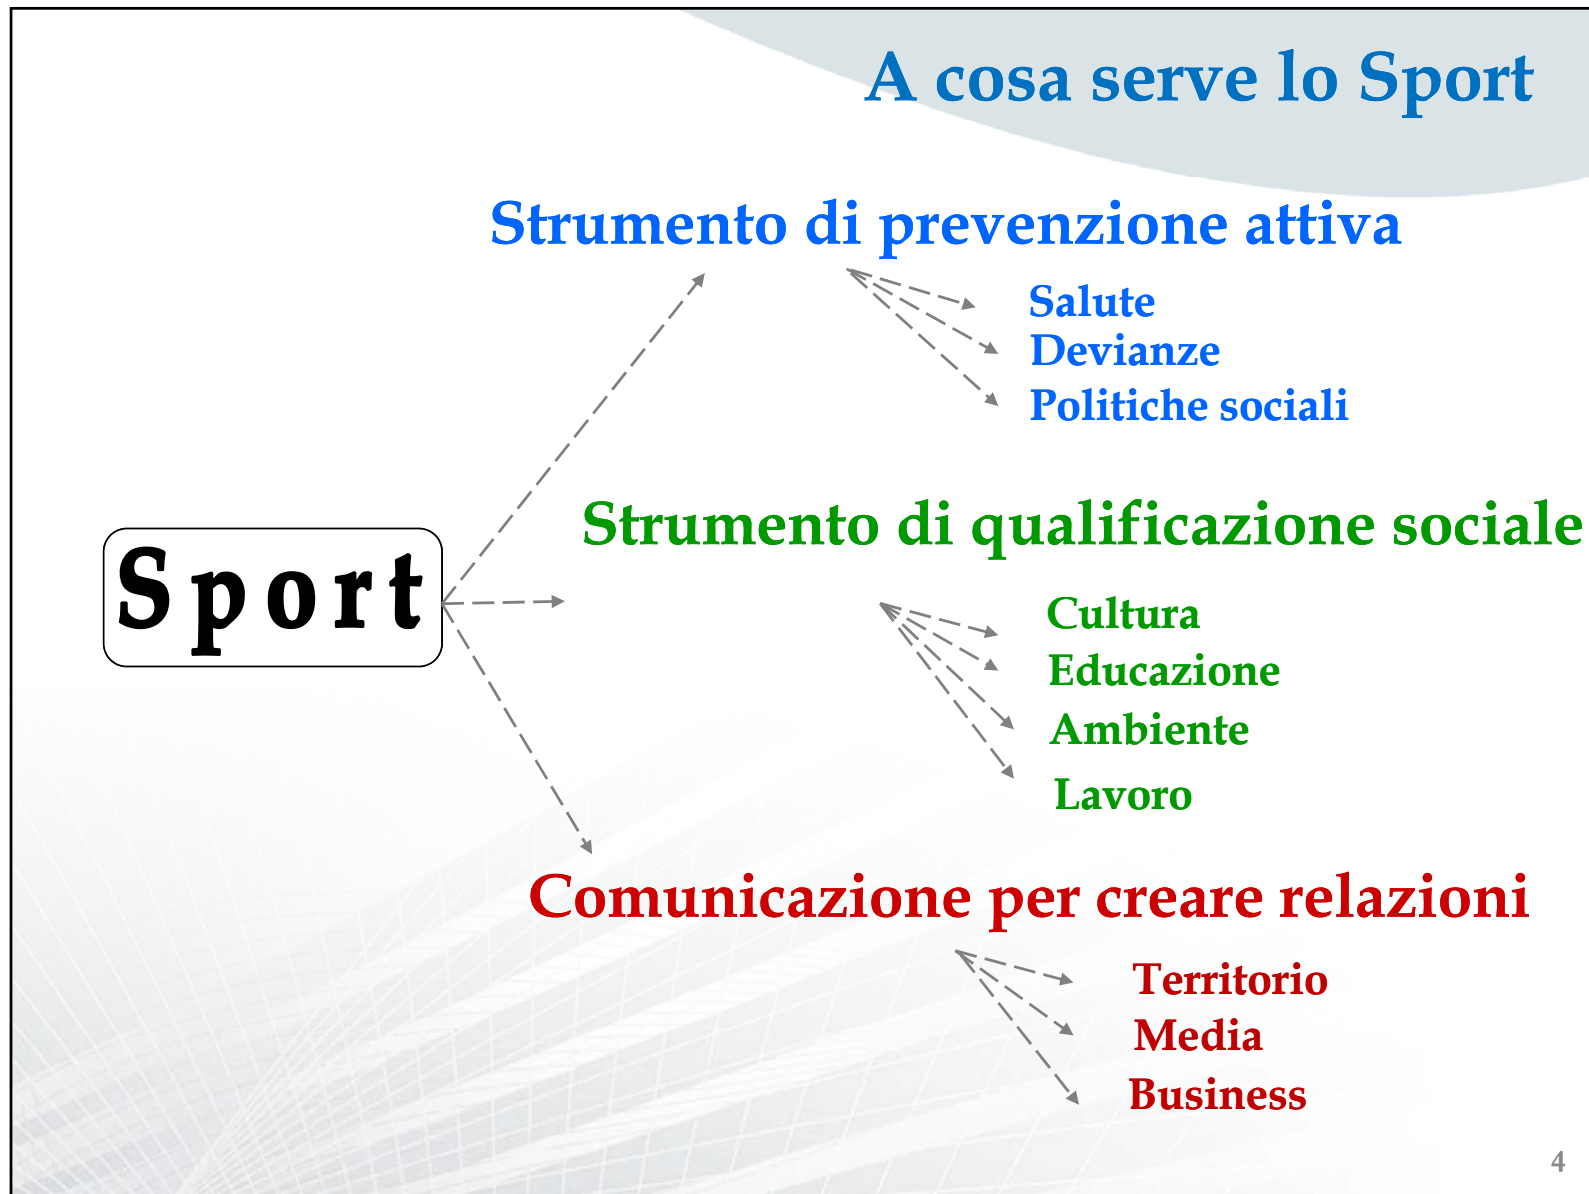 A cosa serve lo Sport
Strumento di prevenzione attiva
Salute
Devianze
Politiche sociali
Strumento di qualificazione sociale
Sport
Cultura
Educazione
Ambiente
Lavoro
Comunicazione per creare relazioni
Territorio
Media
Business
4